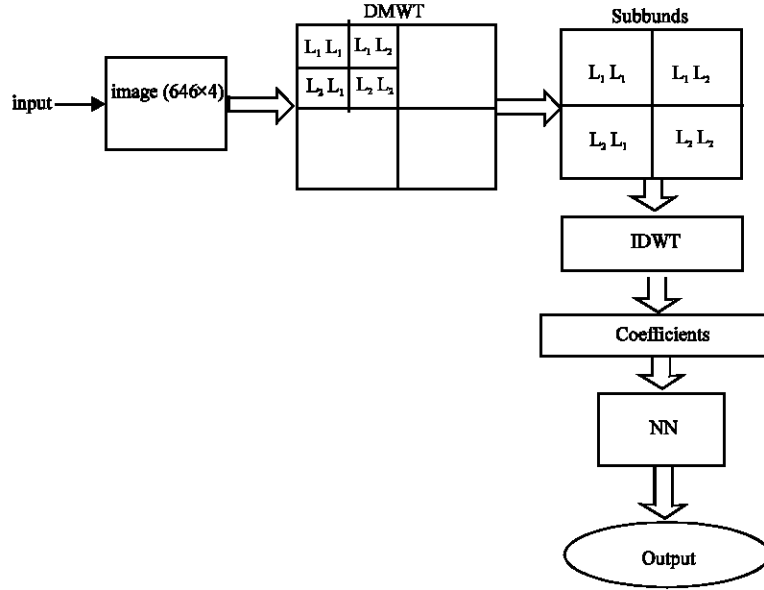 DMWT
Subbunds
input
image (646×4)
L₁ L₁
L₁ L₂
L₂ L₁
L₂ L₂
L₁ L₁
L₁ L₂
L₂ L₁
L₂ L₂
IDWT
Coefficients
NN
Output